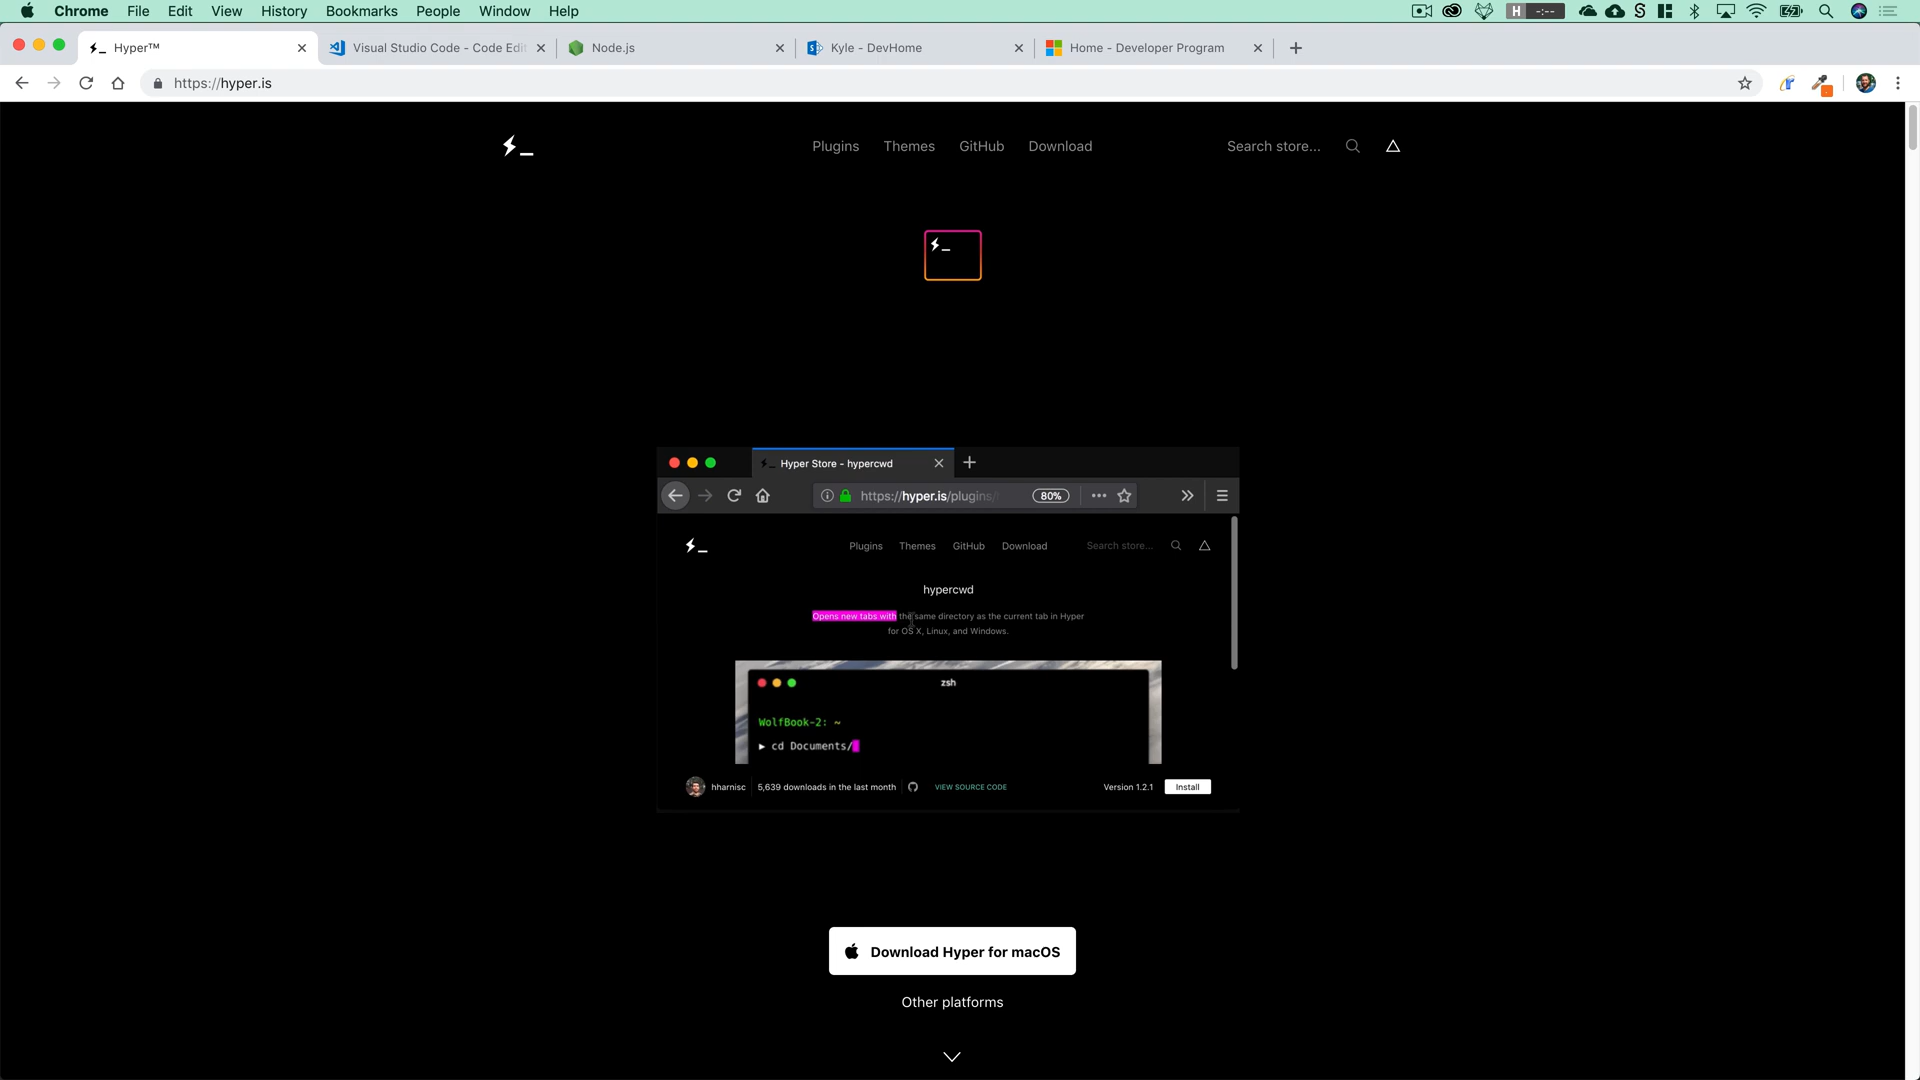 Chrome File Edit View History Bookmarks People Window Help
H -:--
Hyper™
Visual Studio Code - Code Edit
Node.js
Kyle - DevHome
Home - Developer Program
https://hyper.is
Plugins Themes GitHub Download Search store...
Hyper Store - hypercwd
https://hyper.is/plugins/ 80%
Plugins Themes GitHub Download Search store...
hypercwd
Opens new tabs with the same directory as the current tab in Hyper
for OS X, Linux, and Windows.
zsh
WolfBook-2: ~
▶ cd Documents/
hharnisc 5,639 downloads in the last month VIEW SOURCE CODE Version 1.2.1 Install
Download Hyper for macOS
Other platforms